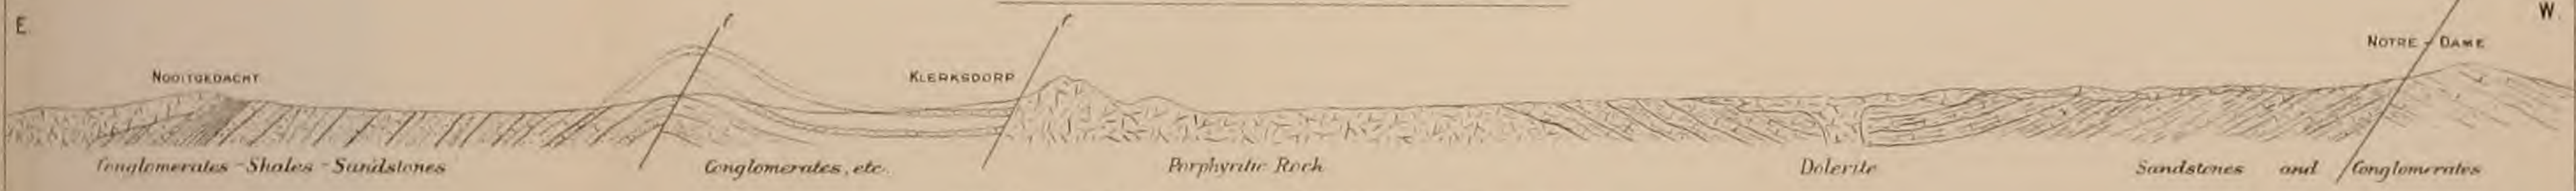 E. W.
f f
NOTRE-DAME
NOOITGEDACHT KLERKSDORP
Conglomerates-Shales-Sandstones Conglomerates, etc. Porphyritic Rock Dolerite Sandstones and Conglomerates